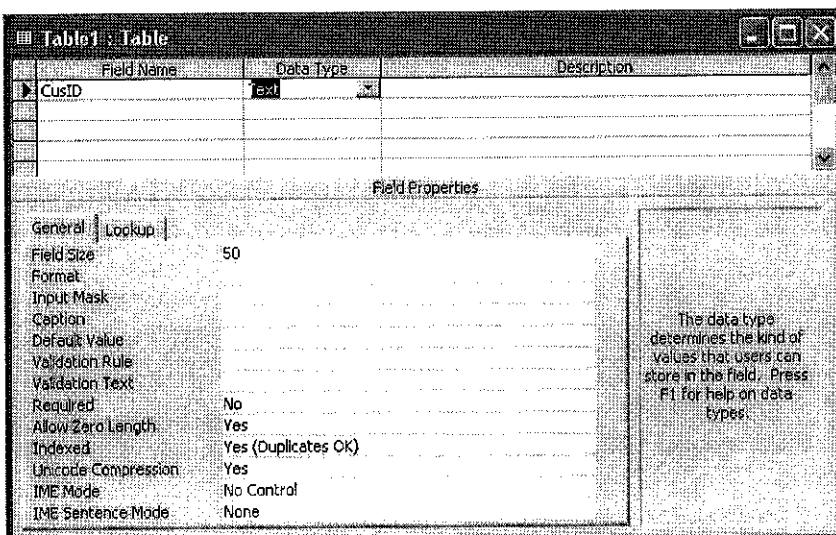 Table1 : Table
Field Name Data Type Description
CusID Text
Field Properties
General Lookup
Field Size 50
Format
Input Mask
Caption
Default Value
Validation Rule
Validation Text
Required No
Allow Zero Length Yes
Indexed Yes (Duplicates OK)
Unicode Compression Yes
IME Mode No Control
IME Sentence Mode None
The data type
determines the kind of
values that users can
store in the field. Press
F1 for help on data
types.